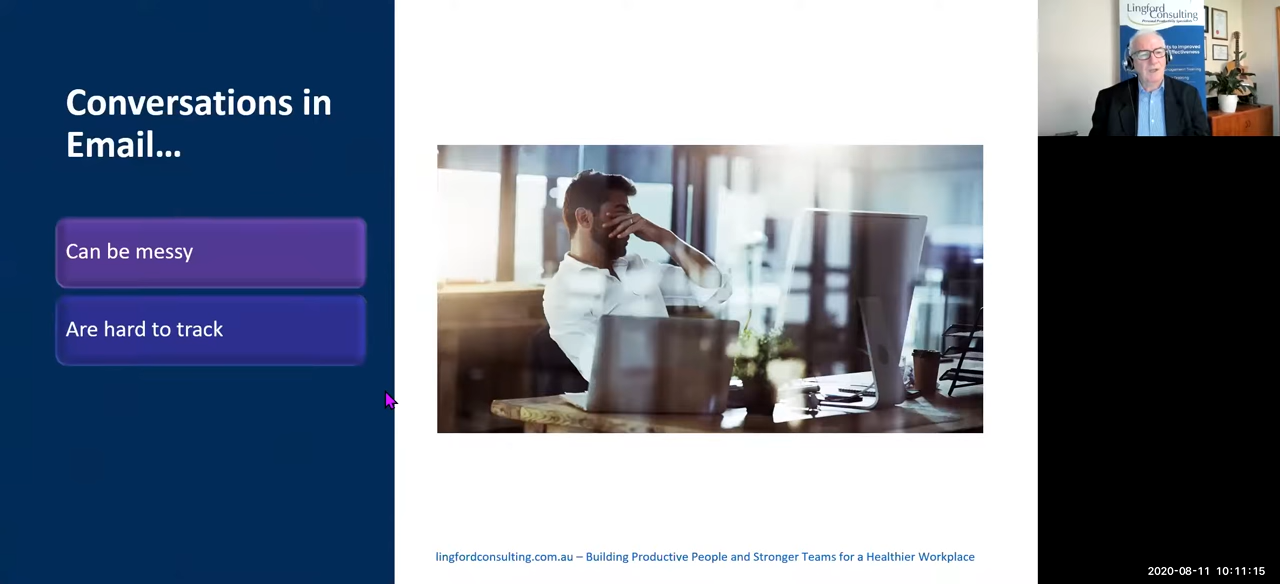 Conversations in
Email…
Can be messy
Are hard to track
lingfordconsulting.com.au – Building Productive People and Stronger Teams for a Healthier Workplace
Lingford
Consulting
2020-08-11 10:11:15